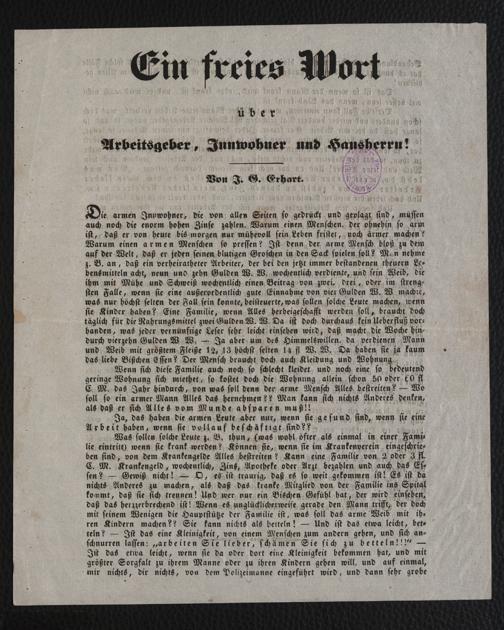 Ein freies Wort
über
Arbeitsgeber, Innwohner und Hausherrn!
Von J. G. Erhart.
Die armen Innwohner, die von allen Seiten so gedrückt und geplagt sind, müssen
auch noch die enorm hohen Zinse zahlen. Warum einen Menschen, der ohnehin so arm
ist, daß er von heut bis morgen nur mühevoll sein Leben fristet, noch ärmer machen?
Warum einen armen Menschen so pressen? Ist denn der arme Mensch bloß zu dem
auf der Welt, daß er jeden seinen blutigen Groschen in den Sack spielen soll? M. n nehme
z. B. an, daß ein verheirateter Arbeiter, der bei den jetzt immer bestandenen theuern Le-
bensmitteln acht, neun und zehn Gulden W. W. wochentlich verdiente, und sein Weib, die
ihm mit Mühe und Schweiß wochentlich einen Beitrag von zwei, drei, oder im streng-
sten Falle, wenn sie eine außerordentlich gute Einnahme von vier Gulden W. W. machte,
was nur höchst selten der Fall sein konnte, beisteuerte, was sollen solche Leute machen, wenn
sie Kinder haben? Eine Familie, wenn Alles herbeigeschafft werden soll, braucht doch
täglich für die Nahrungsmittel zwei Gulden W. W. Da ist doch durchaus kein Ueberfluß vor-
handen, was jeder vernünftige Leser sehr leicht einsehen wird, daß macht die Woche hin-
durch vierzehn Gulden W. W. — Ja aber um des Himmelswillen, da verdienen Mann
und Weib mit größtem Fleiße 12, 13 höchst selten 14 fl W. W. Da haben sie ja kaum
das liebe Bißchen Essen? Der Mensch braucht doch auch Kleidung und Wohnung
Wenn sich diese Familie auch noch so schlecht kleidet und noch eine so bedeutend
geringe Wohnung sich miethet, so kostet doch die Wohnung allein, schon 50 oder 60 fl
C. M. das Jahr hindurch, von was soll denn der arme Mensch Alles bestreiten? — Wo
soll so ein armer Mann Alles das hernehmen?? Man kann sich nichts Anderes denken,
als daß er sich Alles vom Munde absparen muß!!
Ja, das haben die armen Leute aber nur, wenn sie gesund sind, wenn sie eine
Arbeit haben, wenn sie vollauf beschäftigt sind??
Was sollen solche Leute z. B. thun, (was wohl öfter als einmal in einer Fami-
lie eintritt) wenn sie krank werden? Können sie, wenn sie im Krankenverein eingeschrie-
ben sind, von dem Krankengelde Alles bestreiten? Kann eine Familie von 2 oder 3 fl.
C. M. Krankengeld, wochentlich, Zins, Apotheke oder Arzt bezahlen und auch das Es-
sen? — Gewiß nicht! — O, es ist traurig, daß es so weit gekommen ist! Es ist da
nichts Anderes zu machen, als daß das kranke Mitglied von der Familie ins Spital
kommt, daß sie sich trennen! Und wer nur ein Bischen Gefühl hat, der wird einsehen,
daß das herzzerbrechend ist! Wenn es unglücklicherweise gerade den Mann trifft, der doch
mit seinem Wenigen die Hauptstütze der Familie ist, was soll das arme Weib mit ih-
ren Kindern machen?? Sie kann nichts als betteln! — Und ist das etwa leicht, bet-
teln? — Ist das eine Kleinigkeit, von einem Menschen zum andern gehen, und sich an-
schnurren lassen: „arbeiten Sie lieber, schämen Sie sich zu betteln!!!" —
Ist das etwa leicht, wenn sie da oder dort eine Kleinigkeit bekommen hat, und mit
größter Sorgfalt zu ihrem Manne oder zu ihren Kindern gehen will, und auf einmal,
mir nichts, dir nichts, von dem Polizeimanne eingeführt wird, und dann sehr grobe